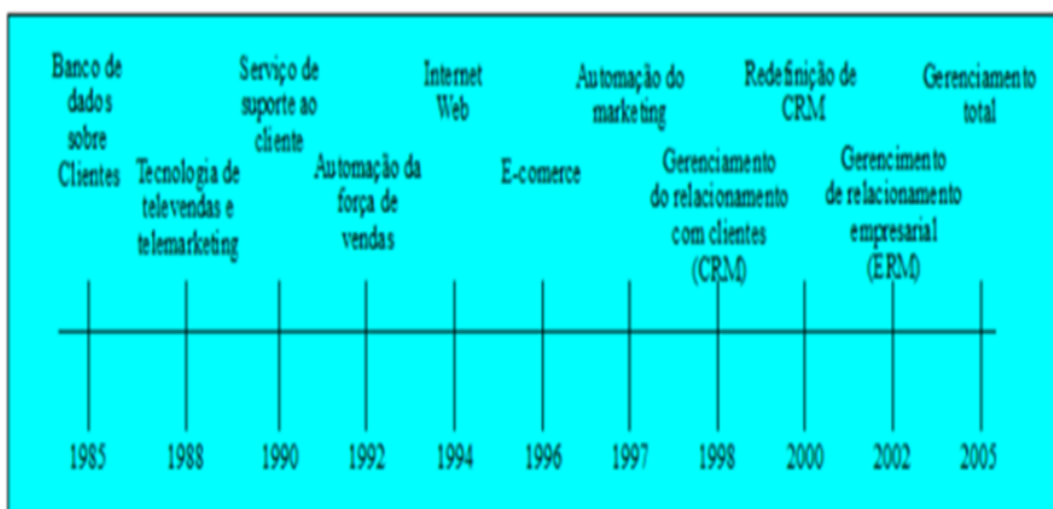 Banco de
dados
sobre
Clientes
Tecnologia de
televendas e
telemarketing
Serviço de
suporte ao
cliente
Automação da
força de
vendas
Internet
Web
E-comerce
Automação do
marketing
Gerenciamento
do relacionamento
com clientes
(CRM)
Redefinição de
CRM
Gerencimento
de relacionamento
empresarial
(ERM)
Gerenciamento
total
1985 1988 1990 1992 1994 1996 1997 1998 2000 2002 2005